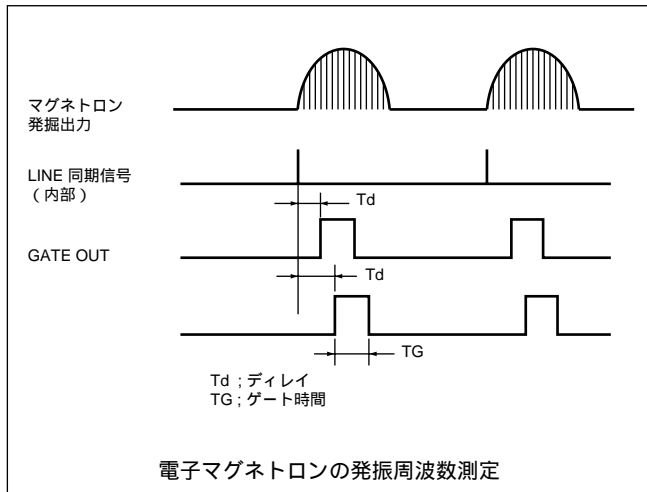 マグネトロン
発掘出力
LINE 同期信号
（内部）
Td
GATE OUT
Td
TG
Td ; ディレイ
TG ; ゲート時間
電子マグネトロンの発振周波数測定